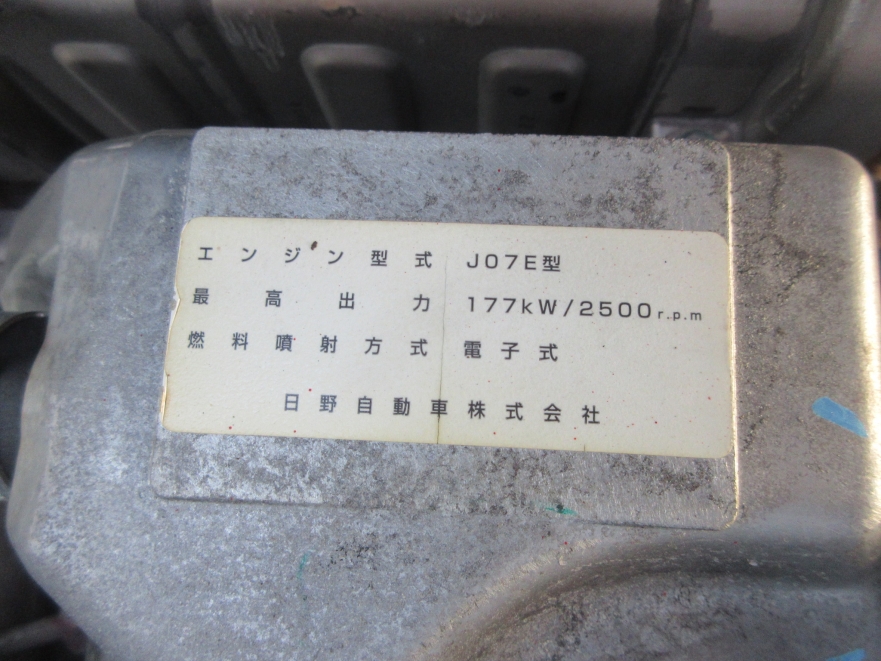 エンジン型式 J07E型
最高出力 177kW/2500r.p.m
燃料噴射方式 電子式
日野自動車株式会社